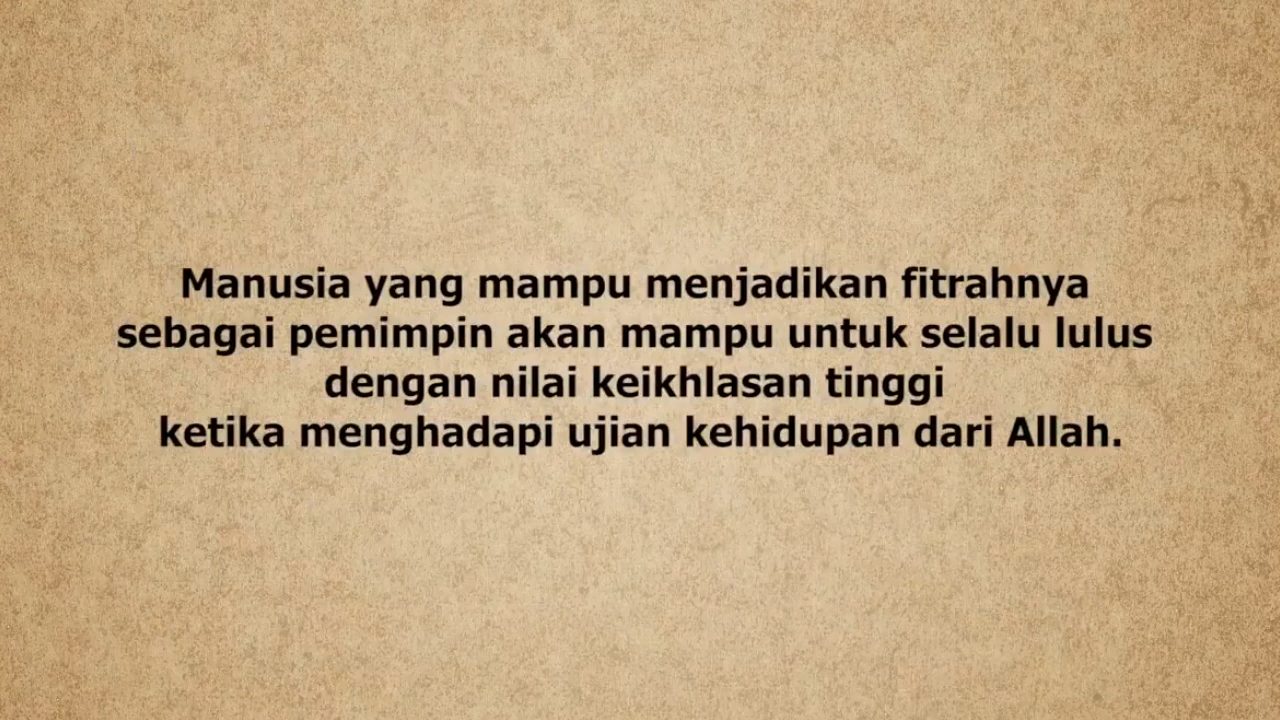 Manusia yang mampu menjadikan fitrahnya
sebagai pemimpin akan mampu untuk selalu lulus
dengan nilai keikhlasan tinggi
ketika menghadapi ujian kehidupan dari Allah.